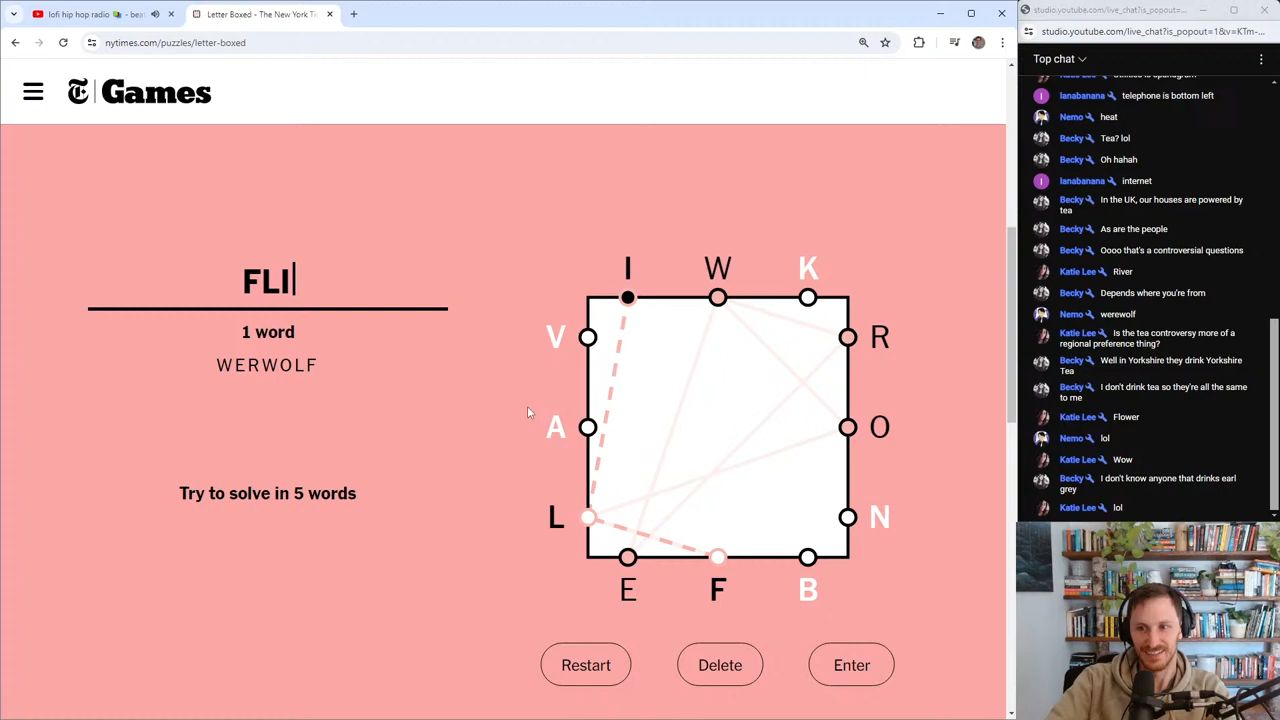 lofi hip hop radio - best
Letter Boxed - The New York Ti
nytimes.com/puzzles/letter-boxed
Games
FLI
1 word
WERWOLF
Try to solve in 5 words
I W K
V A L
R O N
E F B
Restart Delete Enter
studio.youtube.com/live_chat?is_popout=...
studio.youtube.com/live_chat?is_popout=1&v=KTm-...
Top chat
lanabanana telephone is bottom left
Nemo heat
Becky Tea? lol
Becky Oh hahah
lanabanana internet
Becky In the UK, our houses are powered by
tea
Becky As are the people
Becky Oooo that's a controversial questions
Katie Lee River
Becky Depends where you're from
Nemo werewolf
Katie Lee Is the tea controversy more of a
regional preference thing?
Becky Well in Yorkshire they drink Yorkshire
Tea
Becky I don't drink tea so they're all the same
to me
Katie Lee Flower
Nemo lol
Katie Lee Wow
Becky I don't know anyone that drinks earl
grey
Katie Lee lol